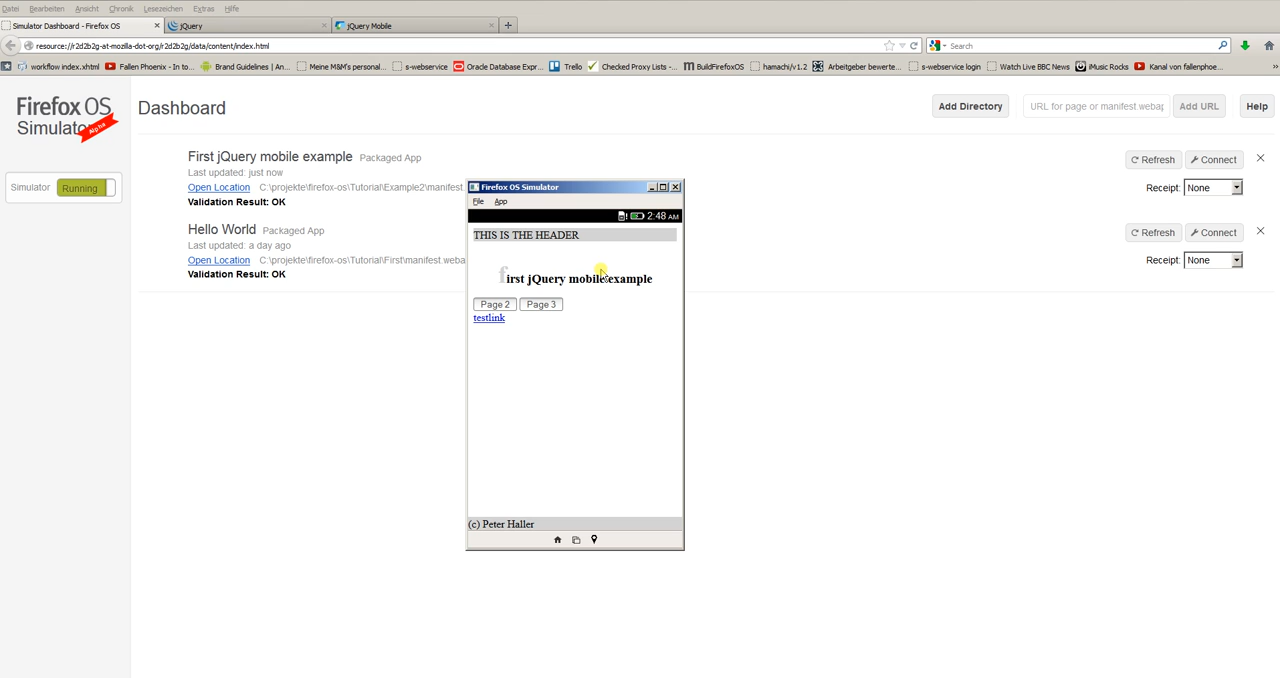 Datei Bearbeiten Ansicht Chronik Lesezeichen Extras Hilfe
Simulator Dashboard - Firefox OS jQuery jQuery Mobile
resource://r2d2b2g-at-mozilla-dot-org/r2d2b2g/data/content/index.html Search
workflow index.xhtml Fallen Phoenix - In to... Brand Guidelines | An... Meine M&M's personal... s-webservice Oracle Database Expr... Trello Checked Proxy Lists -... BuildFirefoxOS hamachi/v1.2 Arbeitgeber bewerte... s-webservice login Watch Live BBC News iMusic Rocks Kanal von fallenphoe...
Firefox OS
Simulato
Alpha
Simulator Running
Dashboard
Add Directory URL for page or manifest.webap Add URL Help
First jQuery mobile example Packaged App
Last updated: just now
Open Location C:\projekte\firefox-os\Tutorial\Example2\manifest.
Validation Result: OK
Refresh Connect
Receipt: None
Hello World Packaged App
Last updated: a day ago
Open Location C:\projekte\firefox-os\Tutorial\First\manifest.weba
Validation Result: OK
Refresh Connect
Receipt: None
Firefox OS Simulator
File App
2:48 AM
THIS IS THE HEADER
first jQuery mobile example
Page 2 Page 3
testlink
(c) Peter Haller